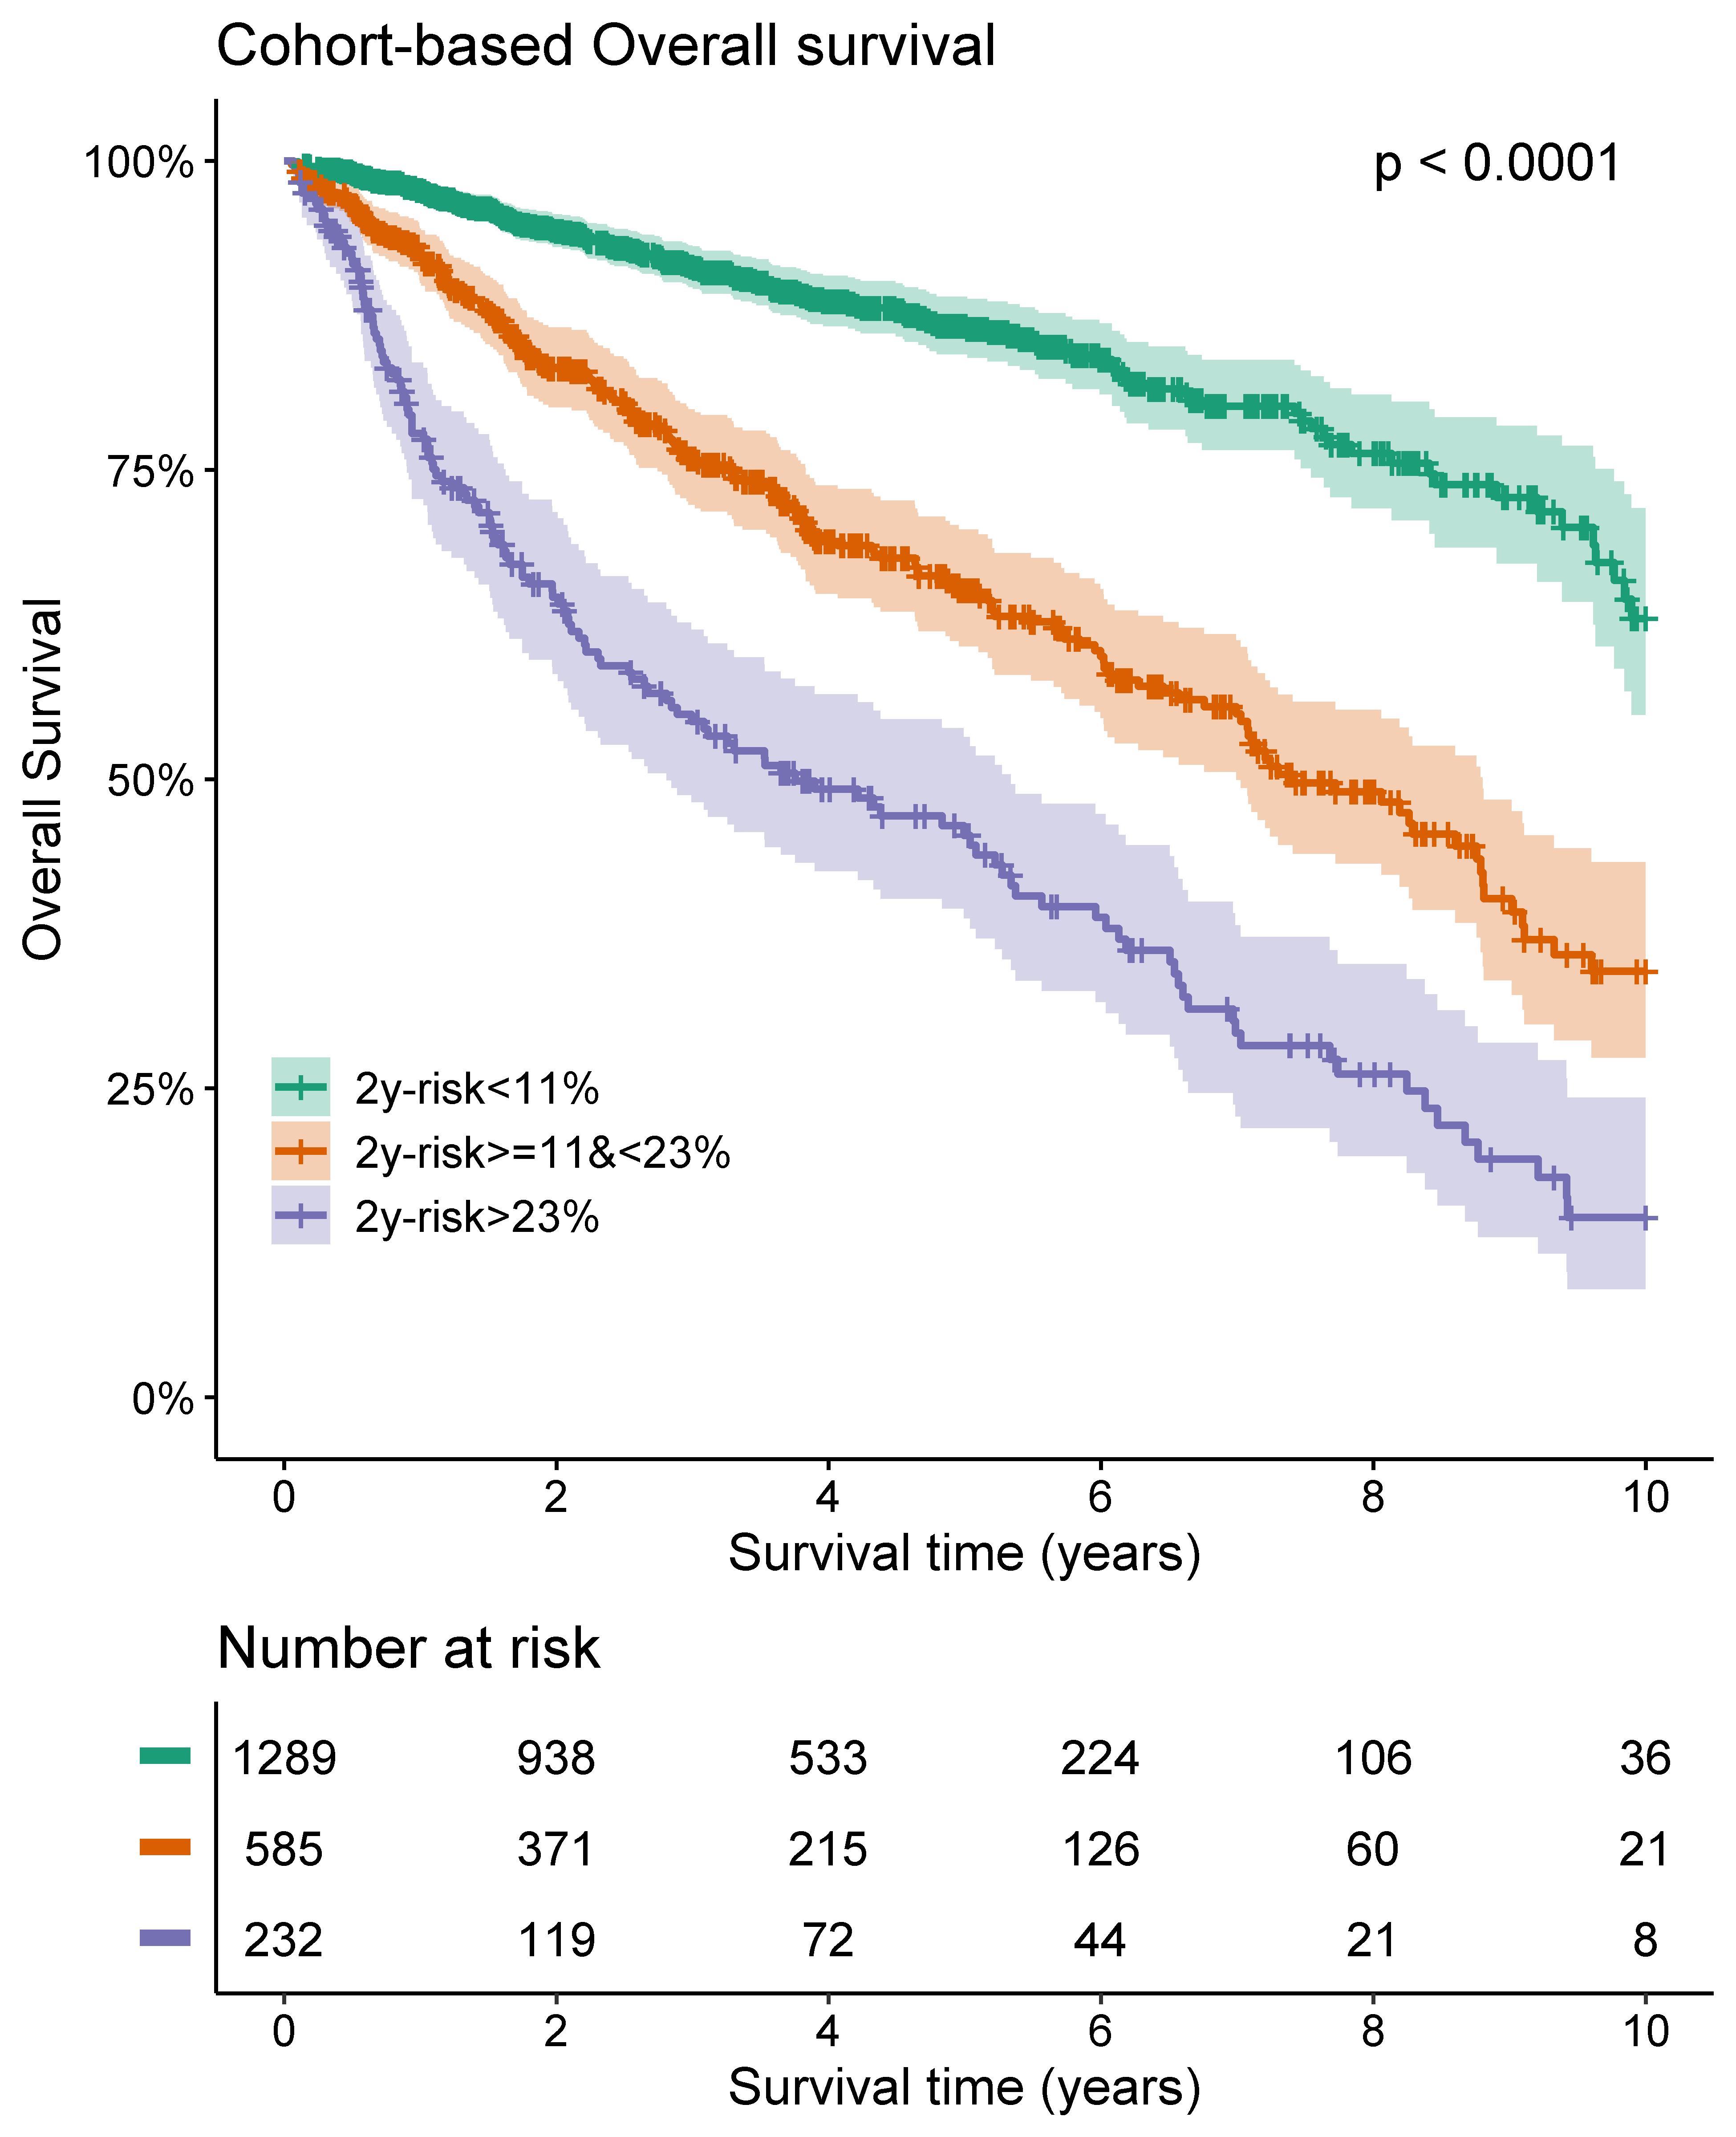 Cohort-based Overall survival
p < 0.0001
100%
75%
50%
25%
0%
Overall Survival
2y-risk<11%
2y-risk>=11&<23%
2y-risk>23%
0 2 4 6 8 10
Survival time (years)
Number at risk
1289 938 533 224 106 36
585 371 215 126 60 21
232 119 72 44 21 8
0 2 4 6 8 10
Survival time (years)